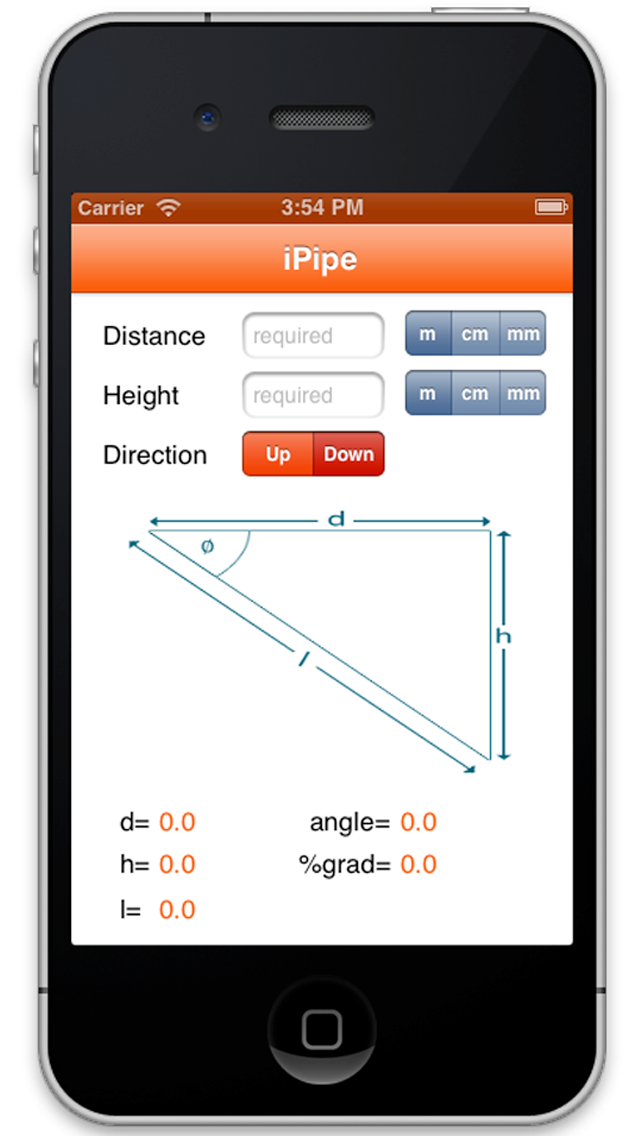 Carrier 3:54 PM
iPipe
Distance required m cm mm
Height required m cm mm
Direction Up Down
d
ø
h
l
d= 0.0 angle= 0.0
h= 0.0 %grad= 0.0
l= 0.0